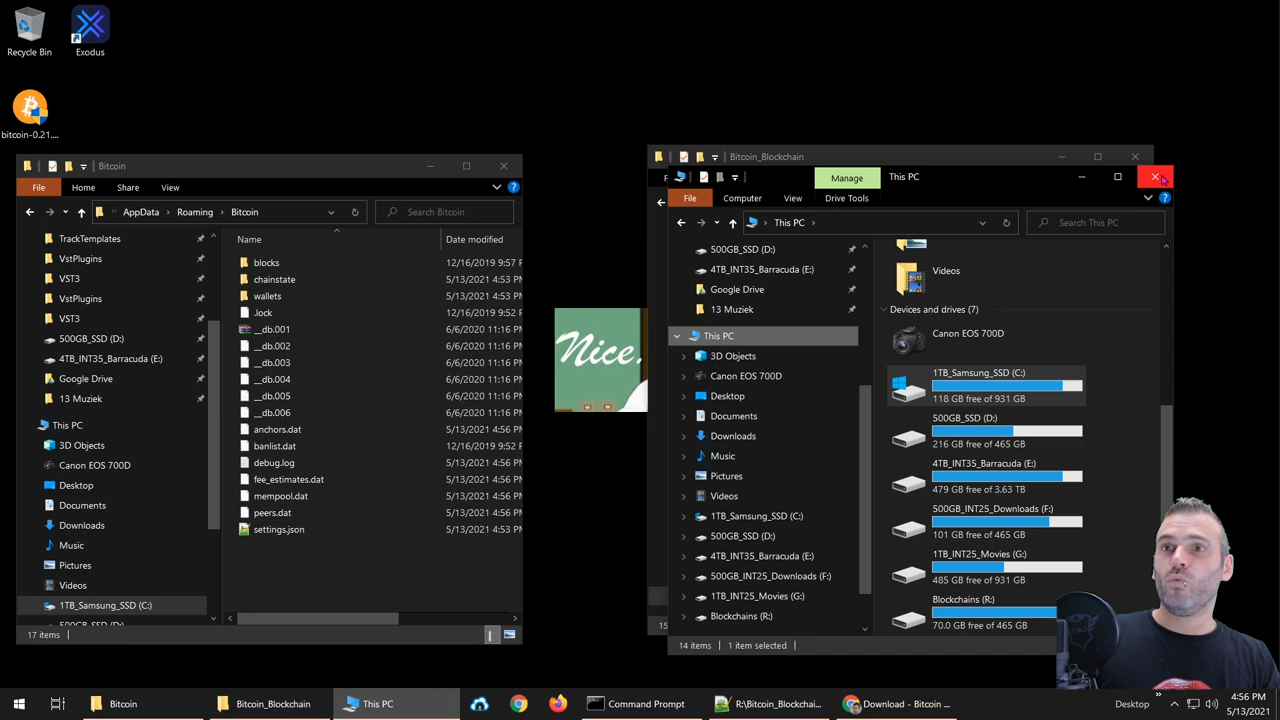 Recycle Bin
Exodus
bitcoin-0.21....
Bitcoin
File Home Share View
AppData Roaming Bitcoin Search Bitcoin
TrackTemplates
VstPlugins
VST3
VstPlugins
VST3
500GB_SSD (D:)
4TB_INT35_Barracuda (E:)
Google Drive
13 Muziek
This PC
3D Objects
Canon EOS 700D
Desktop
Documents
Downloads
Music
Pictures
Videos
1TB_Samsung_SSD (C:)
Name Date modified
blocks 12/16/2019 9:57 P
chainstate 5/13/2021 4:53 PM
wallets 5/13/2021 4:53 PM
.lock 12/16/2019 9:52 P
__db.001 6/6/2020 11:16 PM
__db.002 6/6/2020 11:16 PM
__db.003 6/6/2020 11:16 PM
__db.004 6/6/2020 11:16 PM
__db.005 6/6/2020 11:16 PM
__db.006 6/6/2020 11:16 PM
anchors.dat 5/13/2021 4:53 PM
banlist.dat 12/16/2019 9:52 P
debug.log 5/13/2021 4:53 PM
fee_estimates.dat 5/13/2021 4:53 PM
mempool.dat 5/13/2021 4:53 PM
peers.dat 5/13/2021 4:53 PM
settings.json 5/13/2021 4:53 PM
17 items
Nice.
Bitcoin_Blockchain
Manage This PC
File Computer View Drive Tools
This PC Search This PC
500GB_SSD (D:)
4TB_INT35_Barracuda (E:)
Google Drive
13 Muziek
This PC
3D Objects
Canon EOS 700D
Desktop
Documents
Downloads
Music
Pictures
Videos
1TB_Samsung_SSD (C:)
500GB_SSD (D:)
4TB_INT35_Barracuda (E:)
500GB_INT25_Downloads (F:)
1TB_INT25_Movies (G:)
Blockchains (R:)
Videos
Devices and drives (7)
Canon EOS 700D
1TB_Samsung_SSD (C:)
118 GB free of 931 GB
500GB_SSD (D:)
216 GB free of 465 GB
4TB_INT35_Barracuda (E:)
479 GB free of 3.63 TB
500GB_INT25_Downloads (F:)
101 GB free of 465 GB
1TB_INT25_Movies (G:)
485 GB free of 931 GB
Blockchains (R:)
70.0 GB free of 465 GB
14 items 1 item selected
Bitcoin Bitcoin_Blockchain This PC Command Prompt R:\Bitcoin_Blockchai... Download - Bitcoin ... Desktop
4:56 PM
5/13/2021